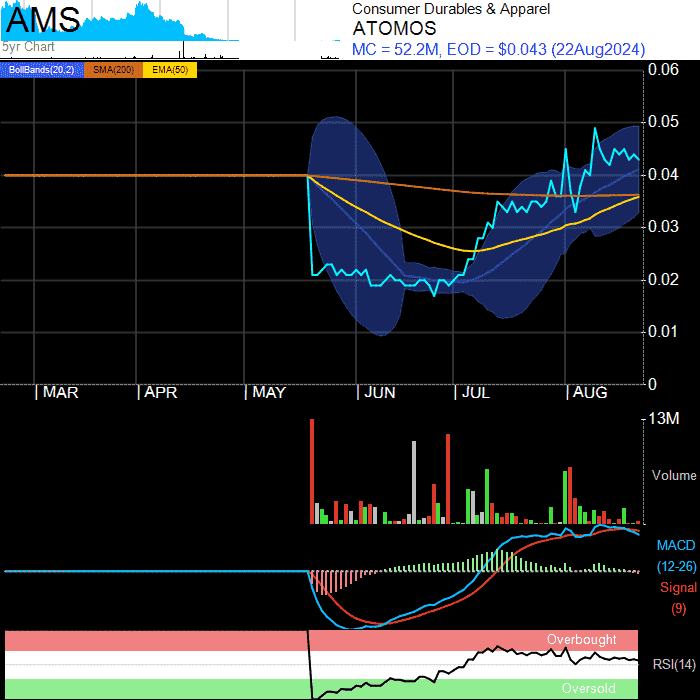 AMS
5yr Chart
Consumer Durables & Apparel
ATOMOS
MC = 52.2M, EOD = $0.043 (22Aug2024)
BollBands(20,2) SMA(200) EMA(50)
0.06
0.05
0.04
0.03
0.02
0.01
0
| MAR | APR | MAY | JUN | JUL | AUG
13M
Volume
MACD
(12-26)
Signal
(9)
Overbought
RSI(14)
Oversold